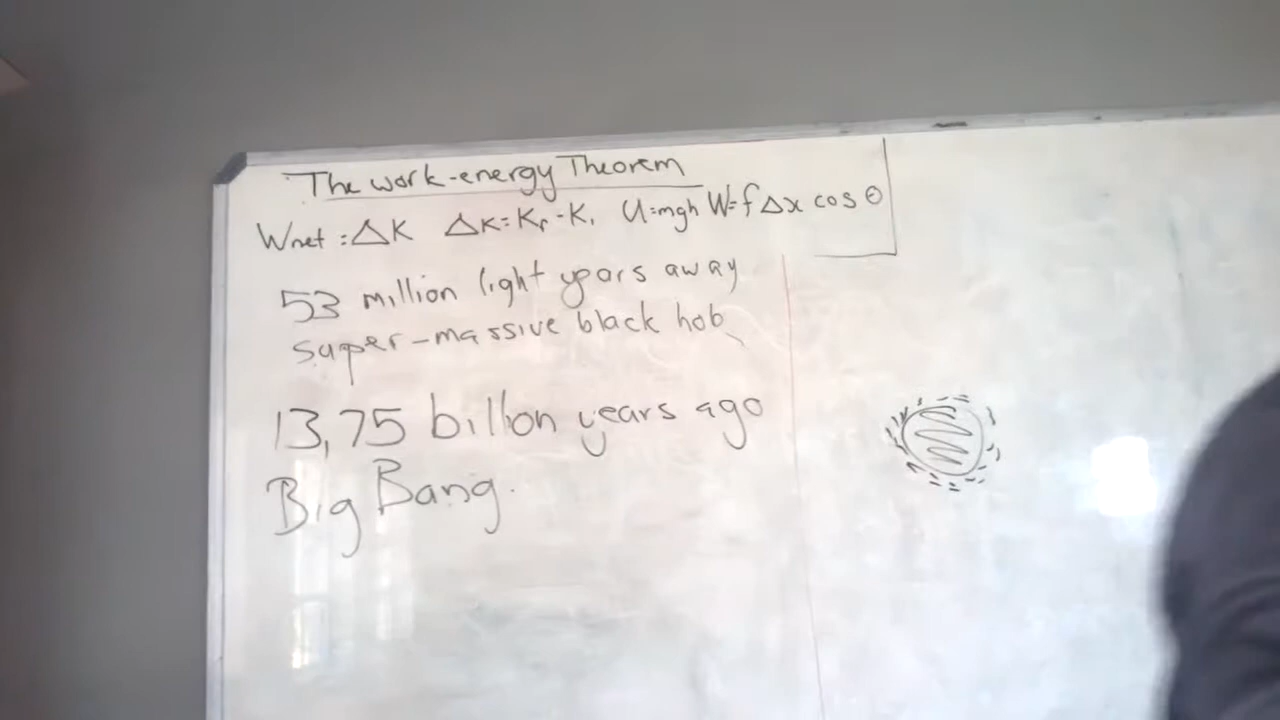 The work-energy Theorem
Wnet = ΔK ΔK = Kf - Ki U=mgh W=fΔx cos θ
53 million light years away
super-massive black hole
13,75 billion years ago
Big Bang.